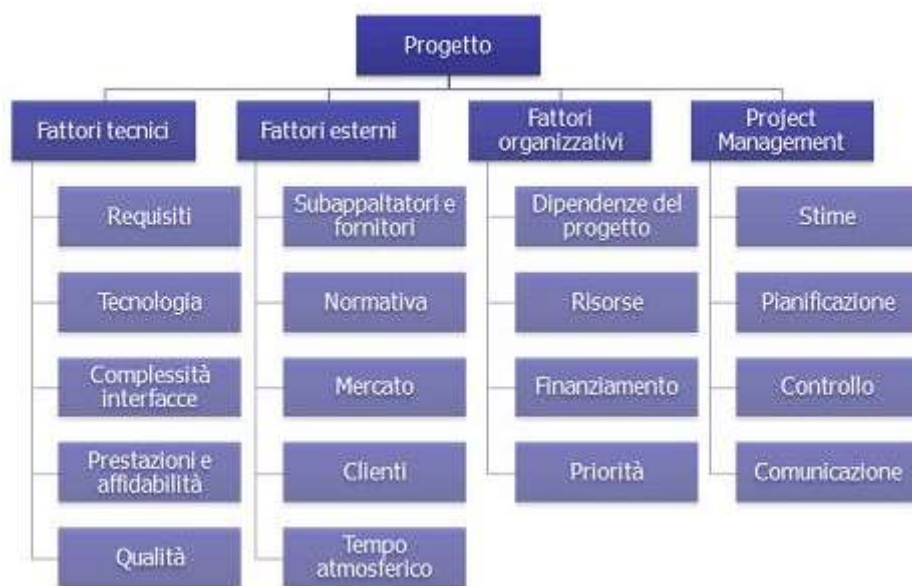 Progetto
Fattori tecnici
Fattori esterni
Fattori
organizzativi
Project
Management
Requisiti
Tecnologia
Complessità
interfacce
Prestazioni e
affidabilità
Qualità
Subappaltatori e
fornitori
Normativa
Mercato
Clienti
Tempo
atmosferico
Dipendenze del
progetto
Risorse
Finanziamento
Priorità
Stime
Pianificazione
Controllo
Comunicazione